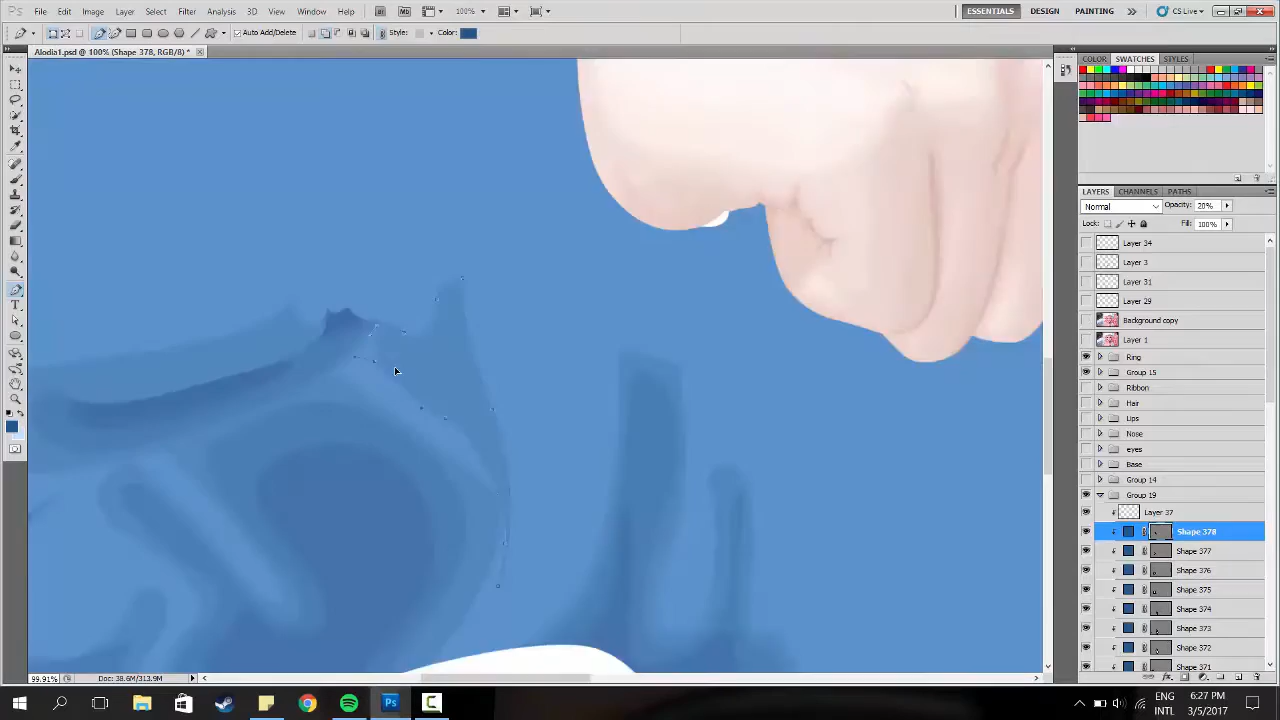 Ps File Edit Image Layer Select Filter Analysis 3D View Window Help Br Mb 100% ESSENTIALS DESIGN PAINTING CS Live
Auto Add/Delete Style: Color:
Alodia1.psd @ 100% (Shape 378, RGB/8) *
COLOR SWATCHES STYLES
LAYERS CHANNELS PATHS
Normal Opacity: 28%
Lock: Fill: 100%
Layer 34
Layer 3
Layer 31
Layer 29
Background copy
Layer 1
Ring
Group 15
Ribbon
Hair
Lips
Nose
eyes
Base
Group 14
Group 19
Layer 37
Shape 378
Shape 377
Shape 376
Shape 375
Shape 374
Shape 373
Shape 372
Shape 371
99.91% Doc: 38.6M/313.9M
Ps
ENG
INTL
6:27 PM
3/5/2017